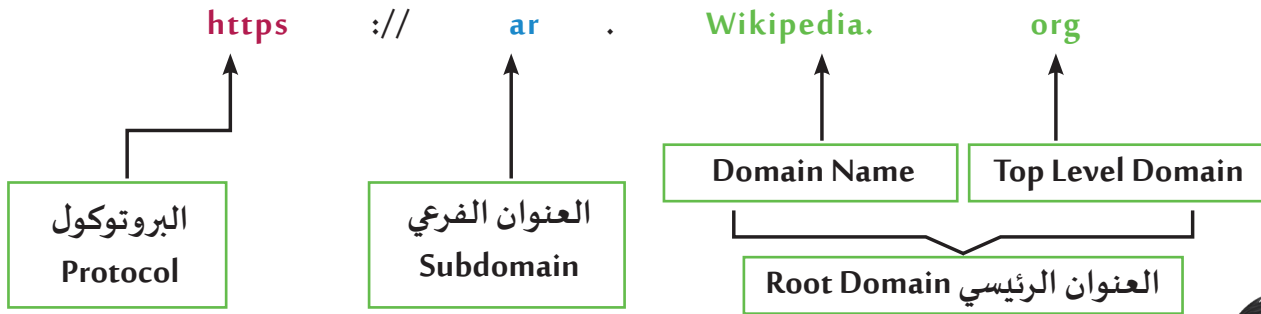 https :// ar . Wikipedia. org
Domain Name
Top Level Domain
البروتوكول
Protocol
العنوان الفرعي
Subdomain
العنوان الرئيسي Root Domain